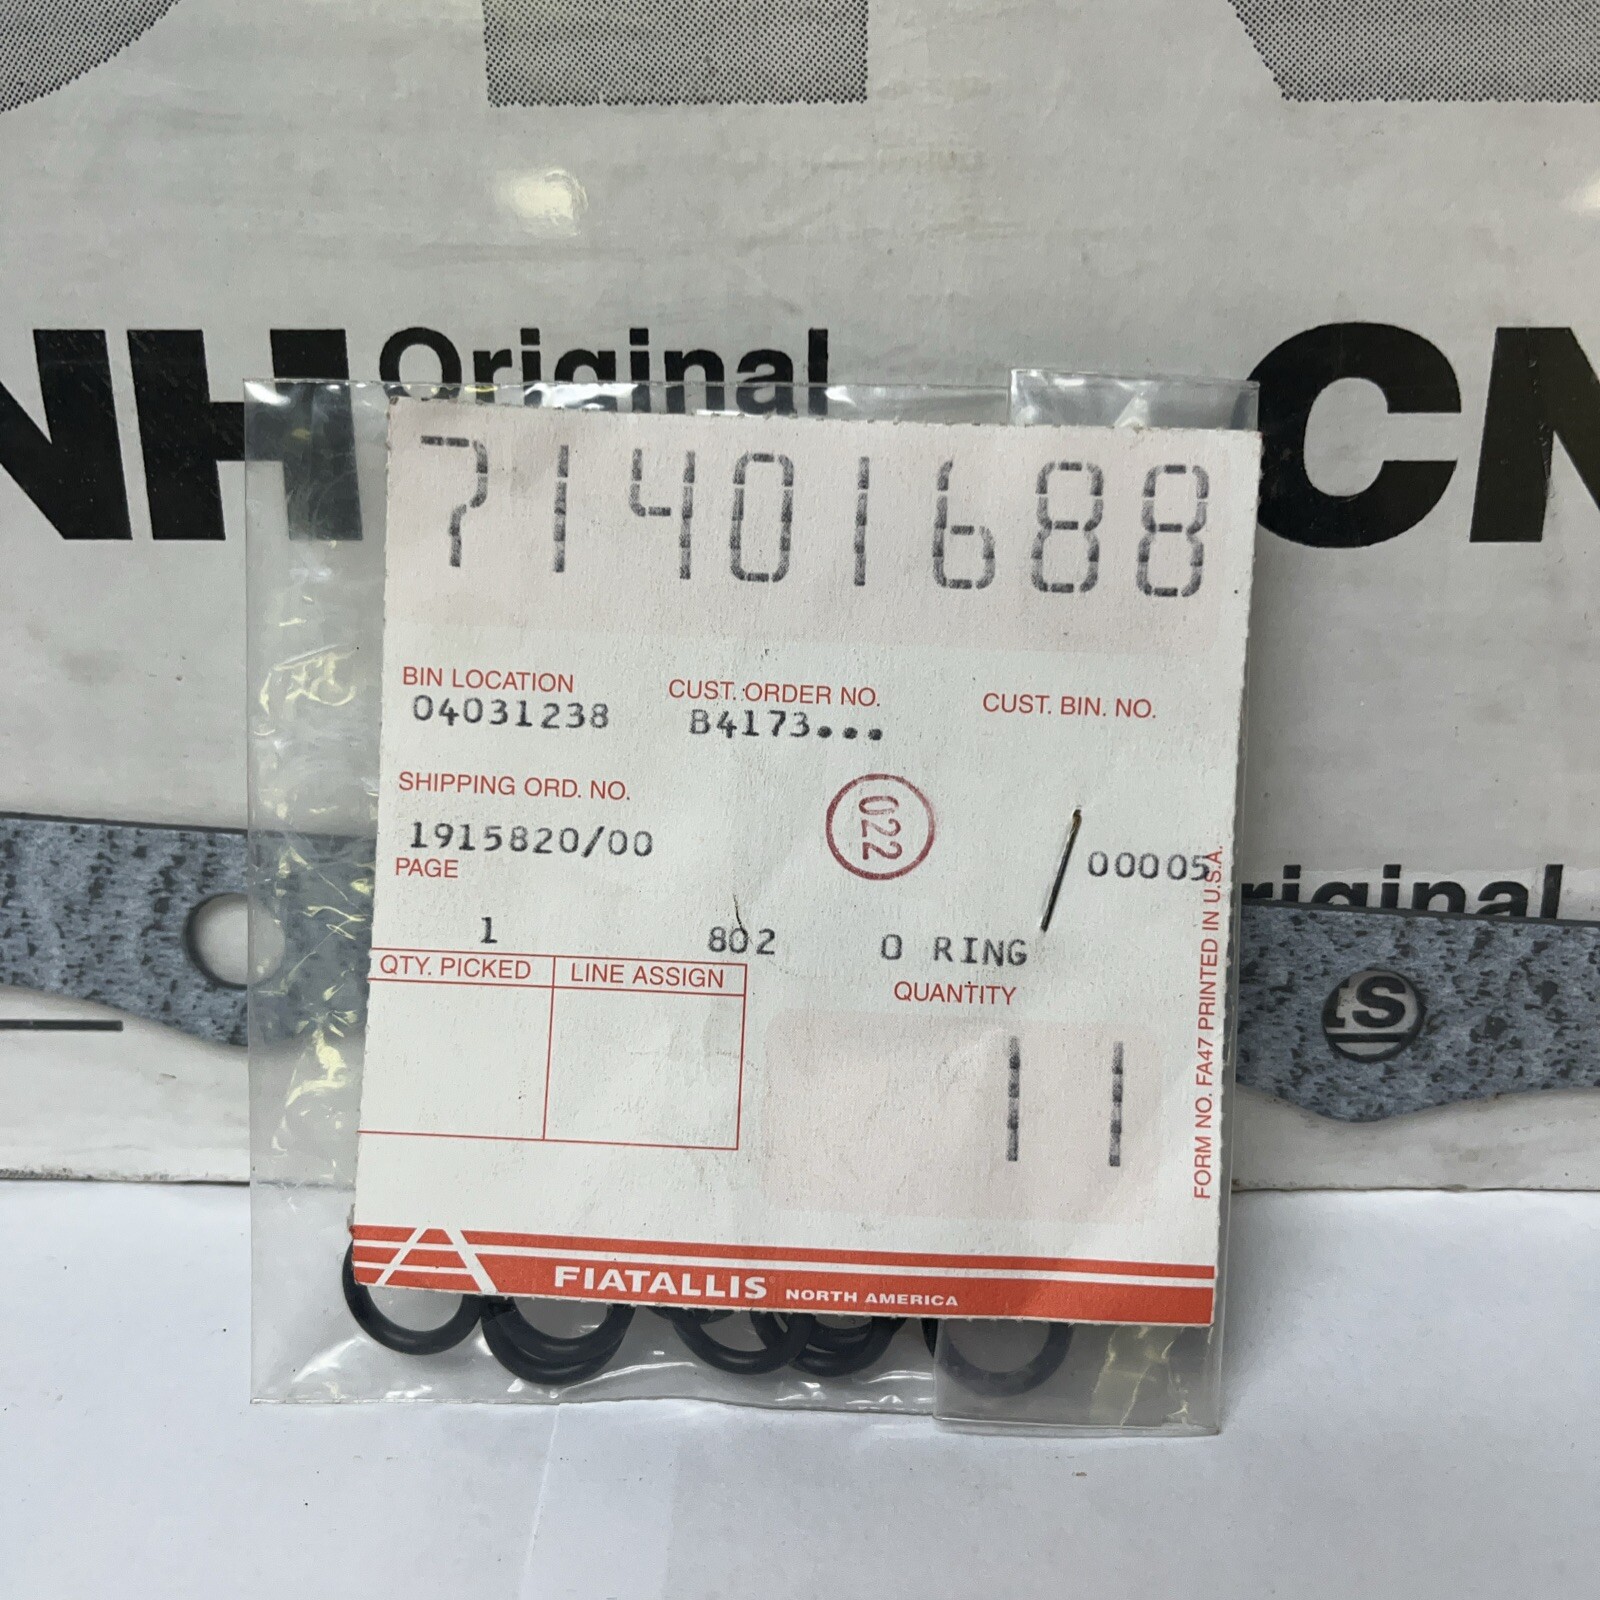 NH Original
CN
71401688
BIN LOCATION CUST. ORDER NO. CUST. BIN. NO.
04031238 B4173...
SHIPPING ORD. NO.
022
1915820/00
00005
PAGE
1 802 O RING
QTY. PICKED LINE ASSIGN
QUANTITY
11
FORM NO. FA47 PRINTED IN U.S.A.
FIATALLIS NORTH AMERICA
riginal